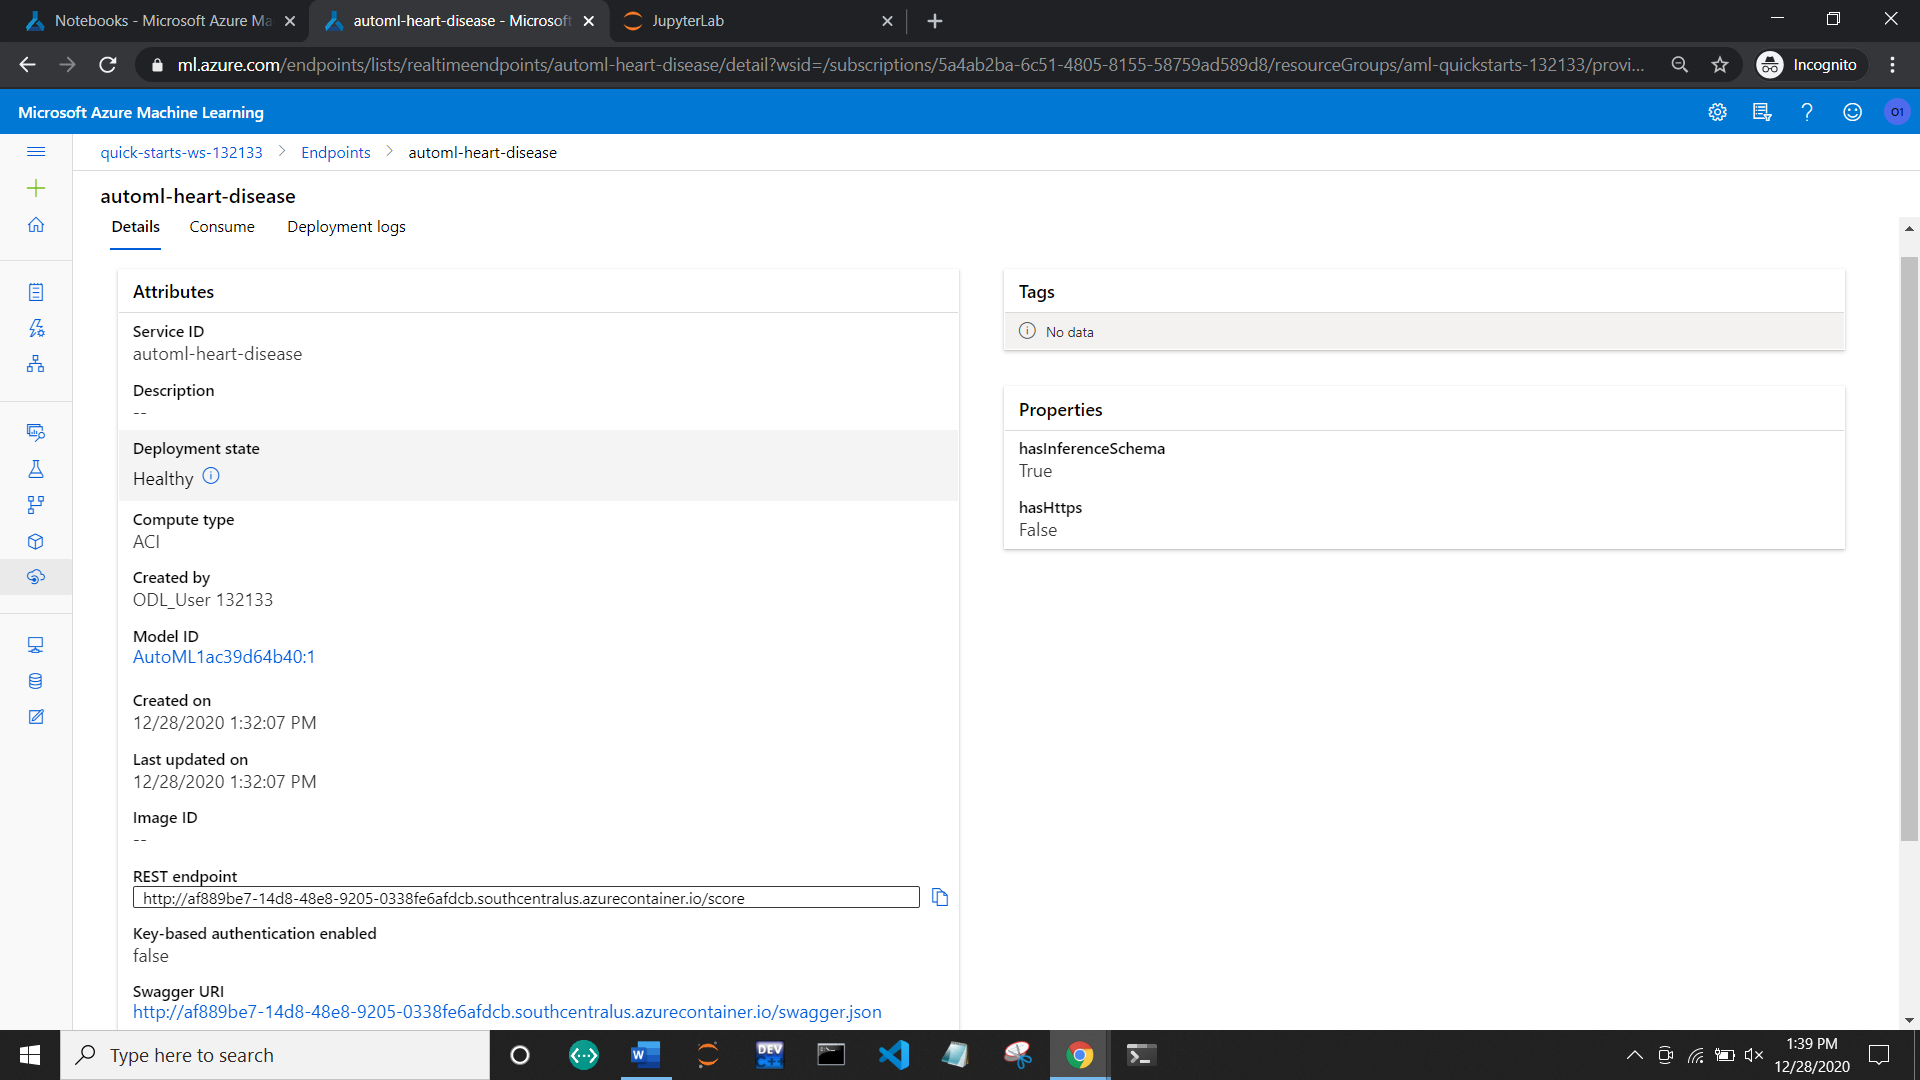 Notebooks - Microsoft Azure Ma
automl-heart-disease - Microsoft
JupyterLab
ml.azure.com/endpoints/lists/realtimeendpoints/automl-heart-disease/detail?wsid=/subscriptions/5a4ab2ba-6c51-4805-8155-58759ad589d8/resourceGroups/aml-quickstarts-132133/provi...
Incognito
Microsoft Azure Machine Learning
O1
quick-starts-ws-132133 > Endpoints > automl-heart-disease
automl-heart-disease
Details Consume Deployment logs
Attributes
Service ID
automl-heart-disease
Description
--
Deployment state
Healthy
Compute type
ACI
Created by
ODL_User 132133
Model ID
AutoML1ac39d64b40:1
Created on
12/28/2020 1:32:07 PM
Last updated on
12/28/2020 1:32:07 PM
Image ID
--
REST endpoint
http://af889be7-14d8-48e8-9205-0338fe6afdcb.southcentralus.azurecontainer.io/score
Key-based authentication enabled
false
Swagger URI
http://af889be7-14d8-48e8-9205-0338fe6afdcb.southcentralus.azurecontainer.io/swagger.json
Tags
No data
Properties
hasInferenceSchema
True
hasHttps
False
Type here to search
W
DEV
C++
1:39 PM
12/28/2020